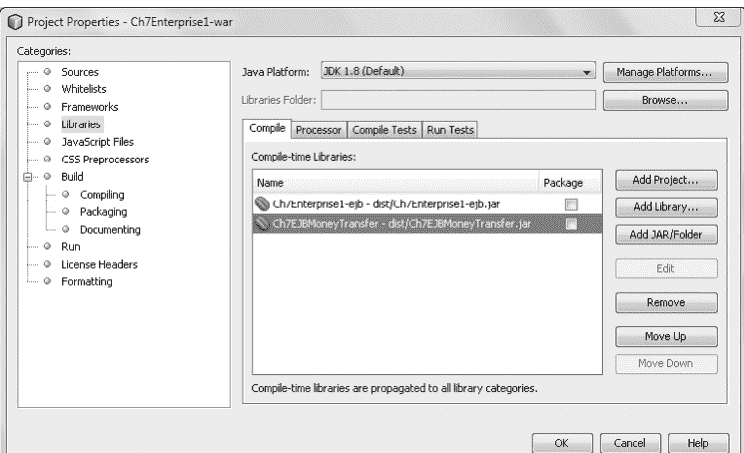 Project Properties - Ch7Enterprise1-war
Categories:
Sources
Whitelists
Frameworks
Libraries
JavaScript Files
CSS Preprocessors
Build
Compiling
Packaging
Documenting
Run
License Headers
Formatting
Java Platform: JDK 1.8 (Default) Manage Platforms...
Libraries Folder: Browse...
Compile Processor Compile Tests Run Tests
Compile-time Libraries:
Name Package
Ch7Enterprise1-ejb - dist/Ch7Enterprise1-ejb.jar
Ch7EJBMoneyTransfer - dist/Ch7EJBMoneyTransfer.jar
Add Project...
Add Library...
Add JAR/Folder
Edit
Remove
Move Up
Move Down
Compile-time libraries are propagated to all library categories.
OK Cancel Help